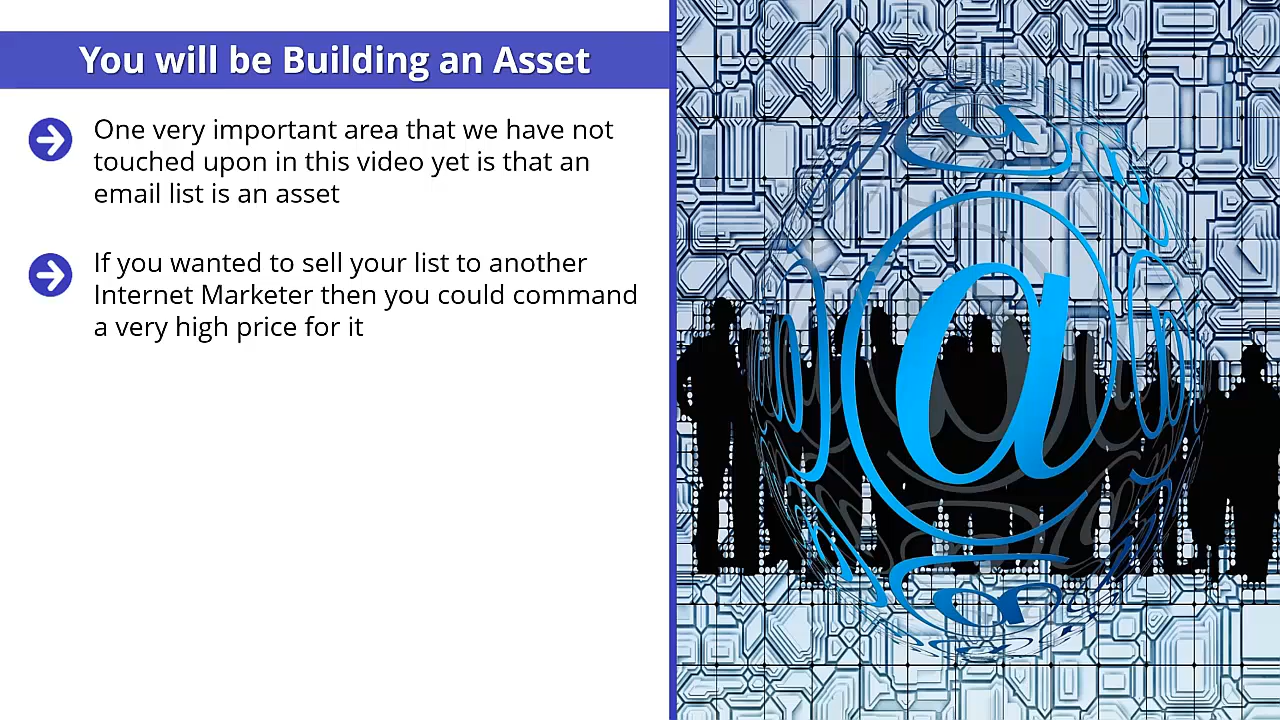 You will be Building an Asset
One very important area that we have not
touched upon in this video yet is that an
email list is an asset
If you wanted to sell your list to another
Internet Marketer then you could command
a very high price for it
@